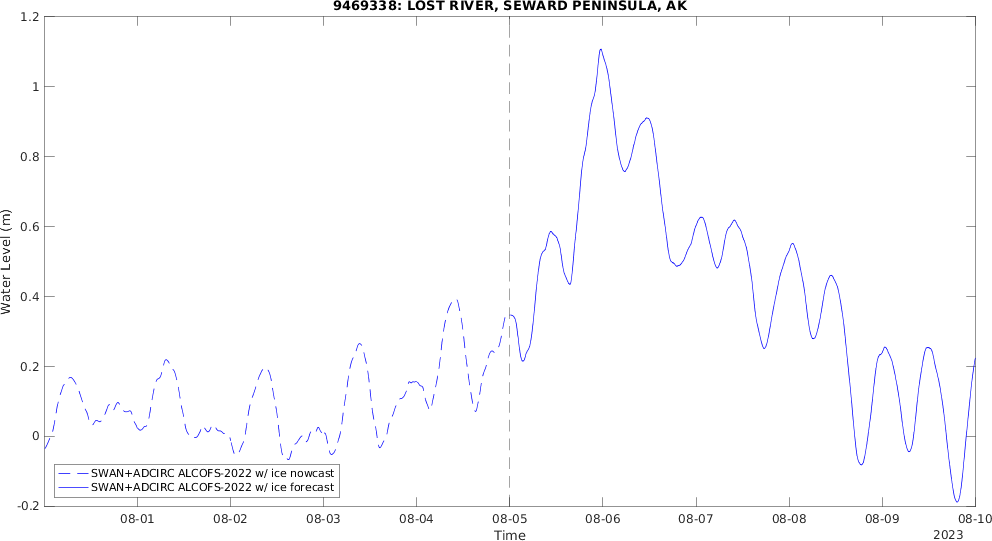 9469338: LOST RIVER, SEWARD PENINSULA, AK
1.2
1
0.8
0.6
0.4
0.2
0
-0.2
Water Level (m)
SWAN+ADCIRC ALCOFS-2022 w/ ice nowcast
SWAN+ADCIRC ALCOFS-2022 w/ ice forecast
08-01 08-02 08-03 08-04 08-05 08-06 08-07 08-08 08-09 08-10
Time
2023